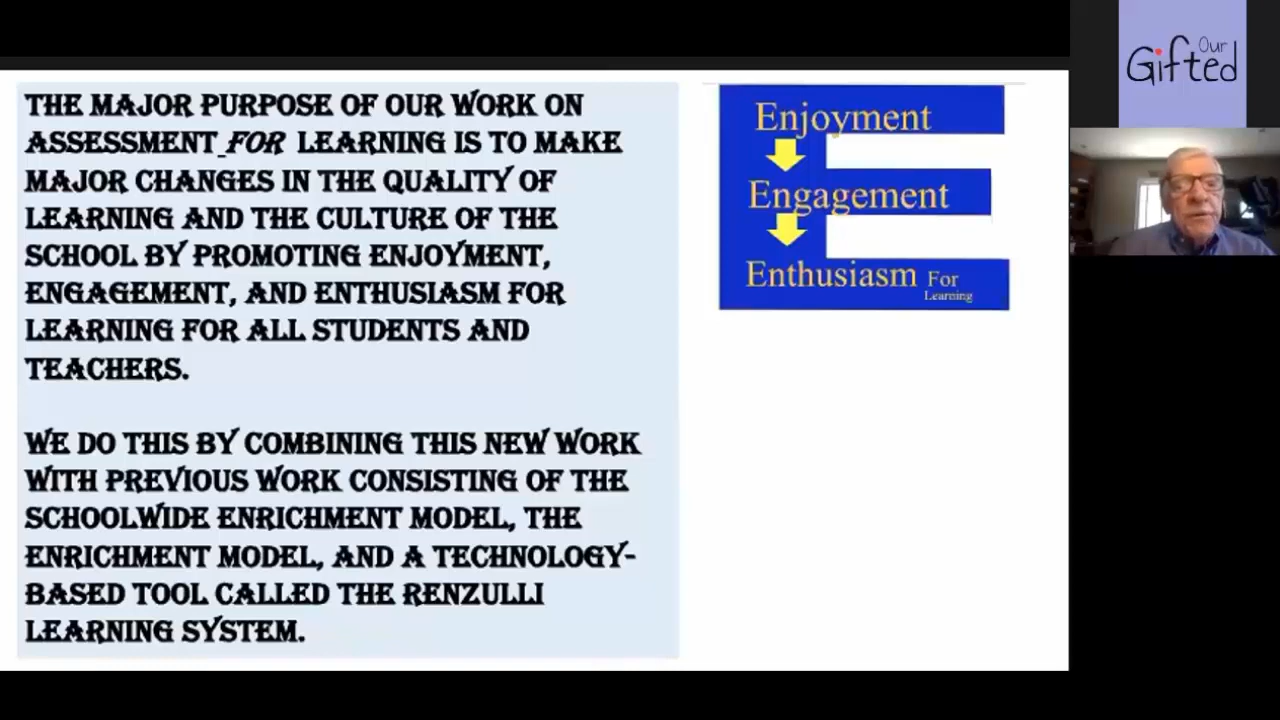 THE MAJOR PURPOSE OF OUR WORK ON
ASSESSMENT FOR LEARNING IS TO MAKE
MAJOR CHANGES IN THE QUALITY OF
LEARNING AND THE CULTURE OF THE
SCHOOL BY PROMOTING ENJOYMENT,
ENGAGEMENT, AND ENTHUSIASM FOR
LEARNING FOR ALL STUDENTS AND
TEACHERS.
WE DO THIS BY COMBINING THIS NEW WORK
WITH PREVIOUS WORK CONSISTING OF THE
SCHOOLWIDE ENRICHMENT MODEL, THE
ENRICHMENT MODEL, AND A TECHNOLOGY-
BASED TOOL CALLED THE RENZULLI
LEARNING SYSTEM.
Enjoyment
Engagement
Enthusiasm For
Learning
Our
Gifted